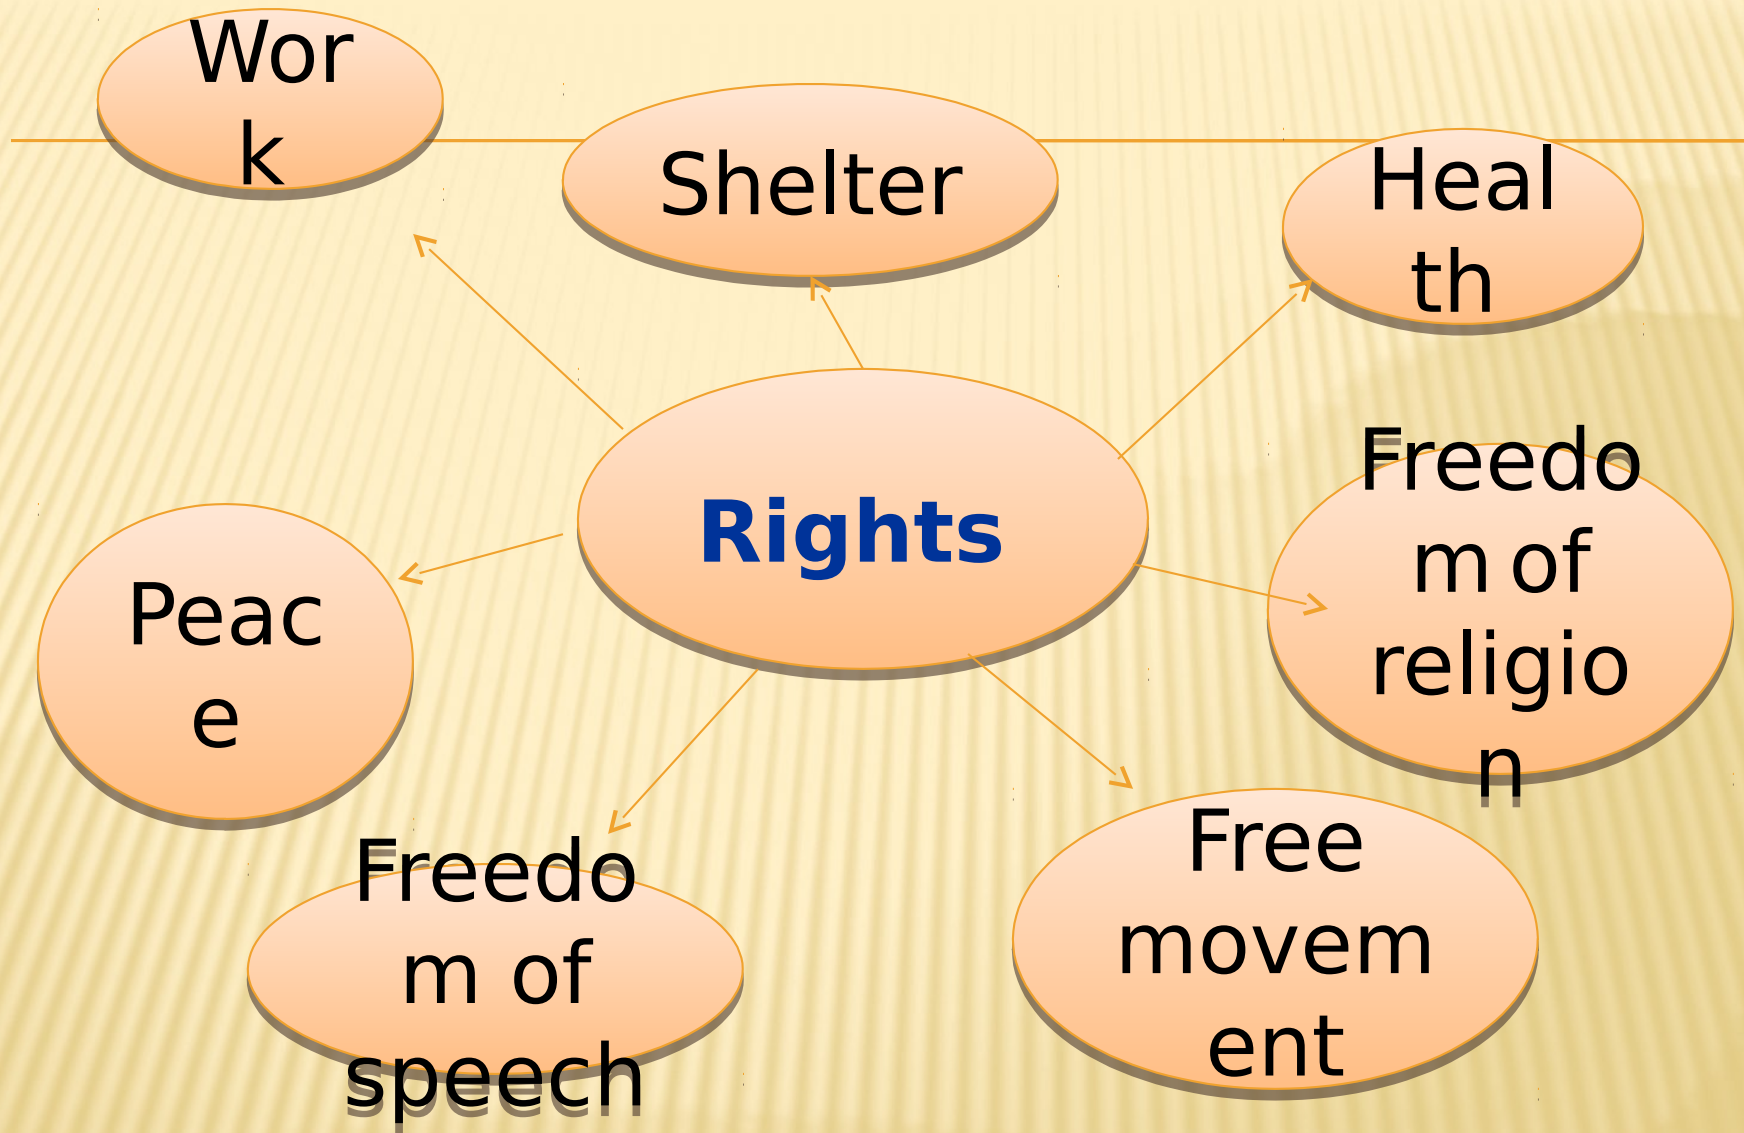 Wor
k
Shelter
Heal
th
Rights
Freedo
m of
religio
n
Peac
e
Freedo
m of
speech
Free
movem
ent